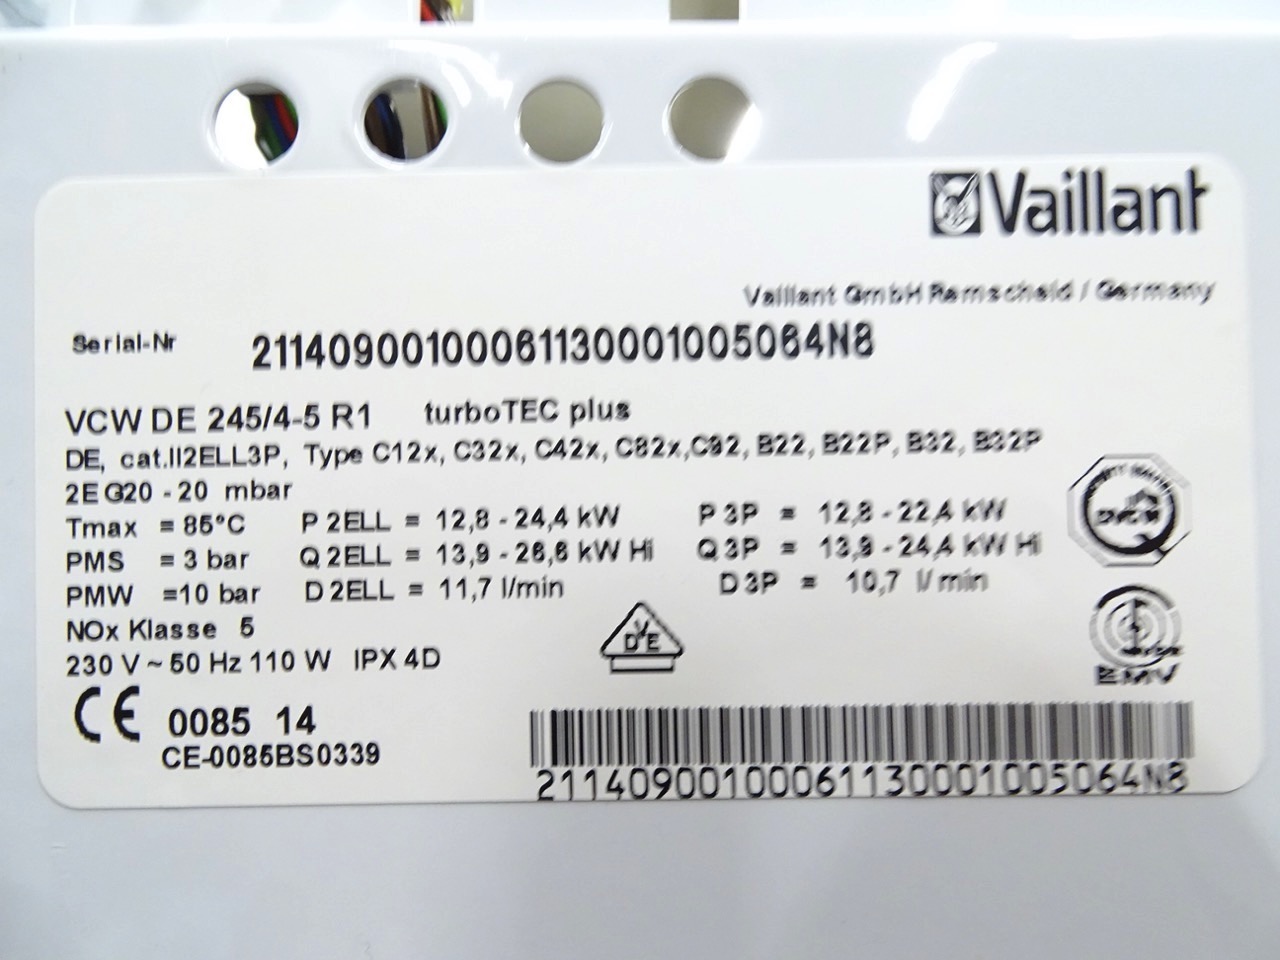 Vaillant
Vaillant GmbH Remscheid / Germany
Serial-Nr 21140900100061130001005064N8
VCW DE 245/4-5 R1 turboTEC plus
DE, cat.II2ELL3P, Type C12x, C32x, C42x, C82x,C92, B22, B22P, B32, B32P
2E G20 - 20 mbar
Tmax = 85°C P 2ELL = 12,8 - 24,4 kW P 3P = 12,8 - 22,4 kW
PMS = 3 bar Q 2ELL = 13,9 - 26,6 kW Hi Q 3P = 13,9 - 24,4 kW Hi
PMW =10 bar D 2ELL = 11,7 l/min D 3P = 10,7 l/ min
NOx Klasse 5
230 V ~ 50 Hz 110 W IPX 4D
DVE
EMV
CE 0085 14
CE-0085BS0339
21140900100061130001005064N8